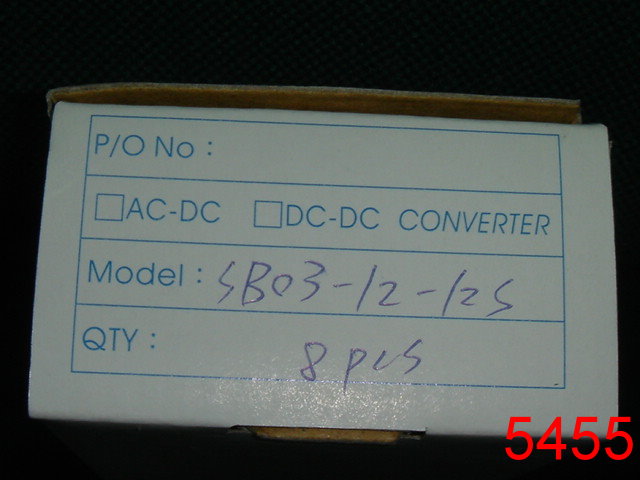 P/O No :
□AC-DC □DC-DC CONVERTER
Model : SB03-12-12S
QTY : 8 pcs
5455